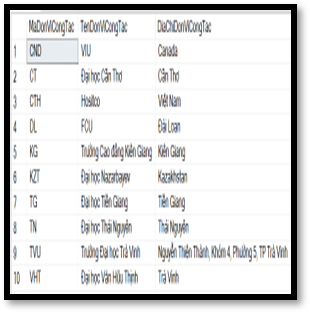 MaDonViCongTac TenDonViCongTac DiaChiDonViCongTac
1 CND VIU Canada
2 CT Đại học Cần Thơ Cần Thơ
3 CTH Hositco Việt Nam
4 DL FCU Đài Loan
5 KG Trường Cao đẳng Kiên Giang Kiên Giang
6 KZT Đại học Nazarbayev Kazakhstan
7 TG Đại học Tiền Giang Tiền Giang
8 TN Đại học Thái Nguyên Thái Nguyên
9 TVU Trường Đại học Trà Vinh Nguyễn Thiện Thành, Khóm 4, Phường 5, TP Trà Vinh
10 VHT Đại học Văn Hữu Thịnh Trà Vinh